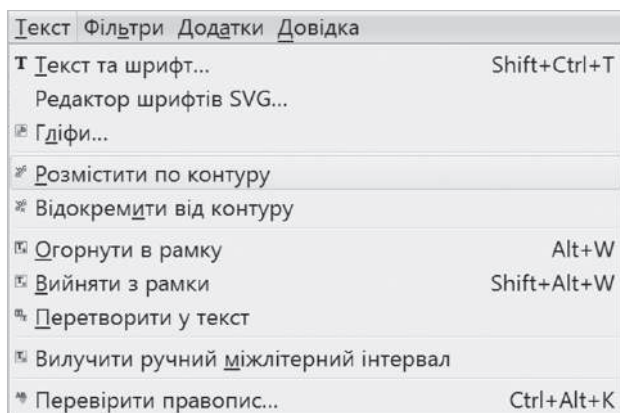 Текст Фільтри Додатки Довідка
Текст та шрифт... Shift+Ctrl+T
Редактор шрифтів SVG...
Гліфи...
Розмістити по контуру
Відокремити від контуру
Огорнути в рамку Alt+W
Вийняти з рамки Shift+Alt+W
Перетворити у текст
Вилучити ручний міжлітерний інтервал
Перевірити правопис... Ctrl+Alt+K